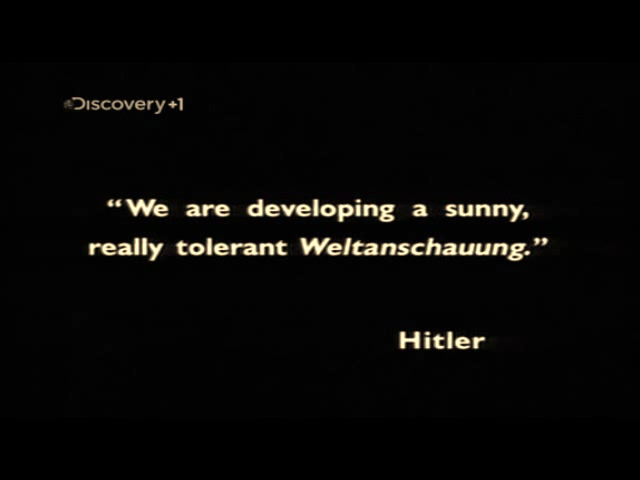 Discovery +1
“We are developing a sunny,
really tolerant Weltanschauung.”
Hitler